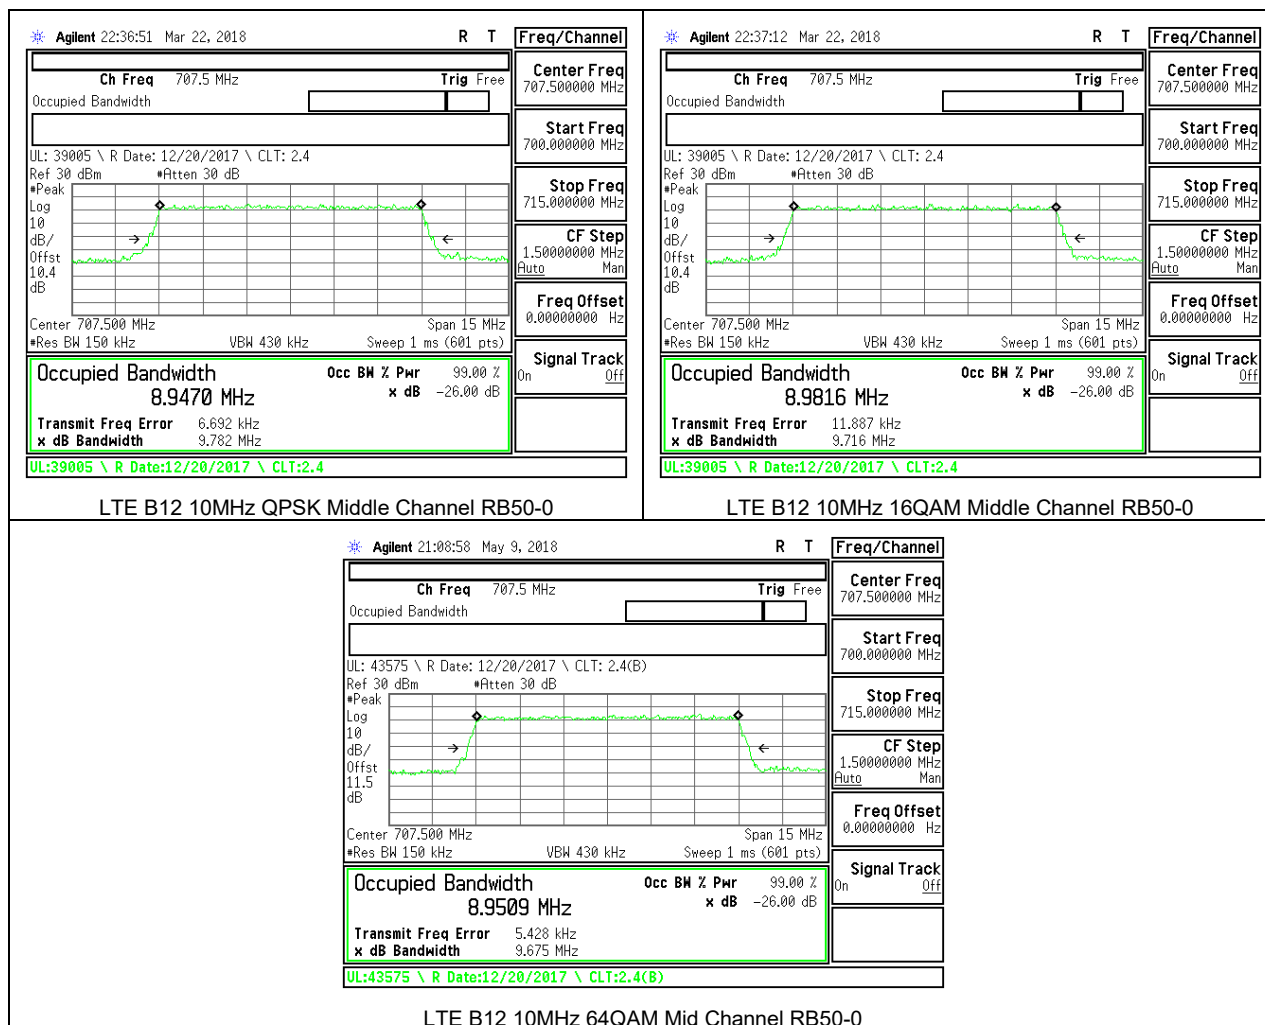 Agilent 22:36:51 Mar 22, 2018 R T Freq/Channel
Ch Freq 707.5 MHz Trig Free
Occupied Bandwidth
Center Freq
707.500000 MHz
Start Freq
700.000000 MHz
UL: 39005 \ R Date: 12/20/2017 \ CLT: 2.4
Ref 30 dBm #Atten 30 dB
#Peak
Log
10
dB/
Offst
10.4
dB
Stop Freq
715.000000 MHz
CF Step
1.50000000 MHz
Auto Man
Freq Offset
0.00000000 Hz
Center 707.500 MHz Span 15 MHz
#Res BW 150 kHz VBW 430 kHz Sweep 1 ms (601 pts)
Signal Track
On Off
Occupied Bandwidth Occ BW % Pwr 99.00 %
8.9470 MHz x dB -26.00 dB
Transmit Freq Error 6.692 kHz
x dB Bandwidth 9.782 MHz
UL:39005 \ R Date:12/20/2017 \ CLT:2.4
LTE B12 10MHz QPSK Middle Channel RB50-0
Agilent 22:37:12 Mar 22, 2018 R T Freq/Channel
Ch Freq 707.5 MHz Trig Free
Occupied Bandwidth
Center Freq
707.500000 MHz
Start Freq
700.000000 MHz
UL: 39005 \ R Date: 12/20/2017 \ CLT: 2.4
Ref 30 dBm #Atten 30 dB
#Peak
Log
10
dB/
Offst
10.4
dB
Stop Freq
715.000000 MHz
CF Step
1.50000000 MHz
Auto Man
Freq Offset
0.00000000 Hz
Center 707.500 MHz Span 15 MHz
#Res BW 150 kHz VBW 430 kHz Sweep 1 ms (601 pts)
Signal Track
On Off
Occupied Bandwidth Occ BW % Pwr 99.00 %
8.9816 MHz x dB -26.00 dB
Transmit Freq Error 11.887 kHz
x dB Bandwidth 9.716 MHz
UL:39005 \ R Date:12/20/2017 \ CLT:2.4
LTE B12 10MHz 16QAM Middle Channel RB50-0
Agilent 21:08:58 May 9, 2018 R T Freq/Channel
Ch Freq 707.5 MHz Trig Free
Occupied Bandwidth
Center Freq
707.500000 MHz
Start Freq
700.000000 MHz
UL: 43575 \ R Date: 12/20/2017 \ CLT: 2.4(B)
Ref 30 dBm #Atten 30 dB
#Peak
Log
10
dB/
Offst
11.5
dB
Stop Freq
715.000000 MHz
CF Step
1.50000000 MHz
Auto Man
Freq Offset
0.00000000 Hz
Center 707.500 MHz Span 15 MHz
#Res BW 150 kHz VBW 430 kHz Sweep 1 ms (601 pts)
Signal Track
On Off
Occupied Bandwidth Occ BW % Pwr 99.00 %
8.9509 MHz x dB -26.00 dB
Transmit Freq Error 5.428 kHz
x dB Bandwidth 9.675 MHz
UL:43575 \ R Date:12/20/2017 \ CLT:2.4(B)
LTE B12 10MHz 64QAM Mid Channel RB50-0